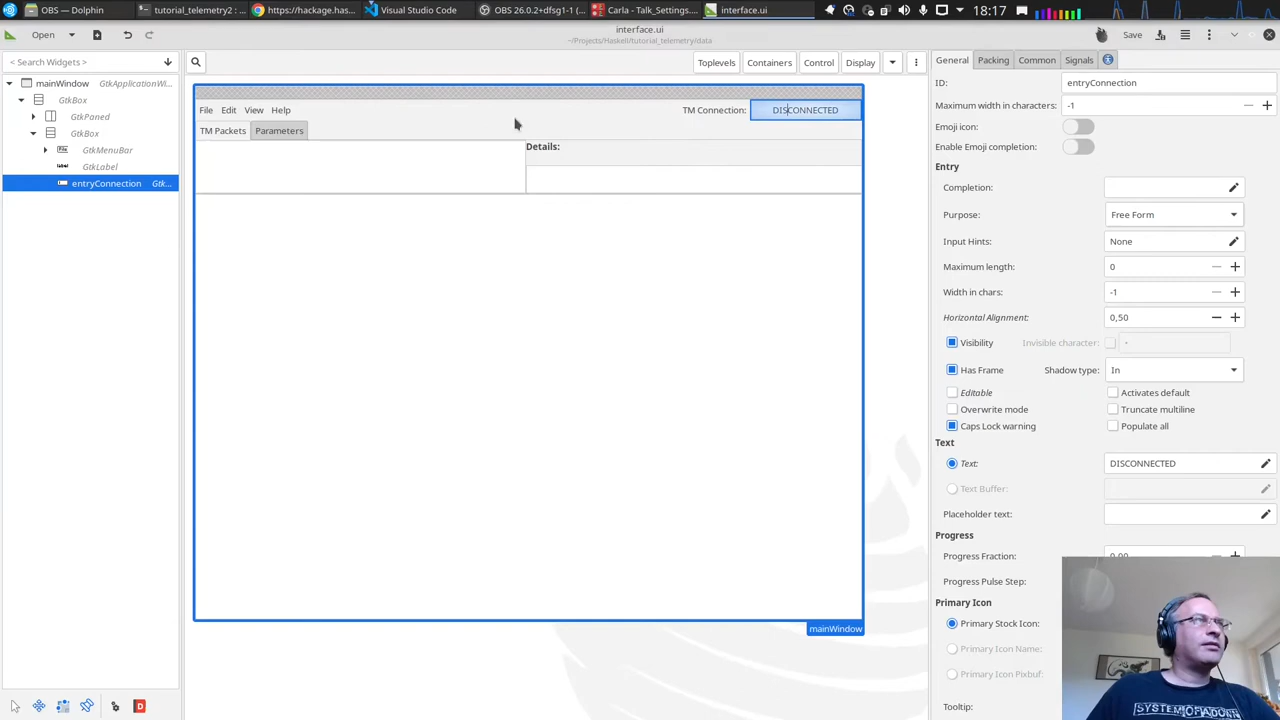 OBS — Dolphin
tutorial_telemetry2 : ...
https://hackage.has...
Visual Studio Code
OBS 26.0.2+dfsg1-1 (...
Carla - Talk_Settings....
interface.ui
18:17
interface.ui
~/Projects/Haskell/tutorial_telemetry/data
Open
Save
< Search Widgets >
Toplevels
Containers
Control
Display
General
Packing
Common
Signals
mainWindow GtkApplicationWi...
GtkBox
GtkPaned
GtkBox
GtkMenuBar
GtkLabel
entryConnection Gtk...
File Edit View Help
TM Connection: DISCONNECTED
TM Packets Parameters
Details:
mainWindow
ID: entryConnection
Maximum width in characters: -1
Emoji icon:
Enable Emoji completion:
Entry
Completion:
Purpose: Free Form
Input Hints: None
Maximum length: 0
Width in chars: -1
Horizontal Alignment: 0,50
Visibility Invisible character:
Has Frame Shadow type: In
Editable Activates default
Overwrite mode Truncate multiline
Caps Lock warning Populate all
Text
Text: DISCONNECTED
Text Buffer:
Placeholder text:
Progress
Progress Fraction: 0,00
Progress Pulse Step:
Primary Icon
Primary Stock Icon:
Primary Icon Name:
Primary Icon Pixbuf:
Tooltip: